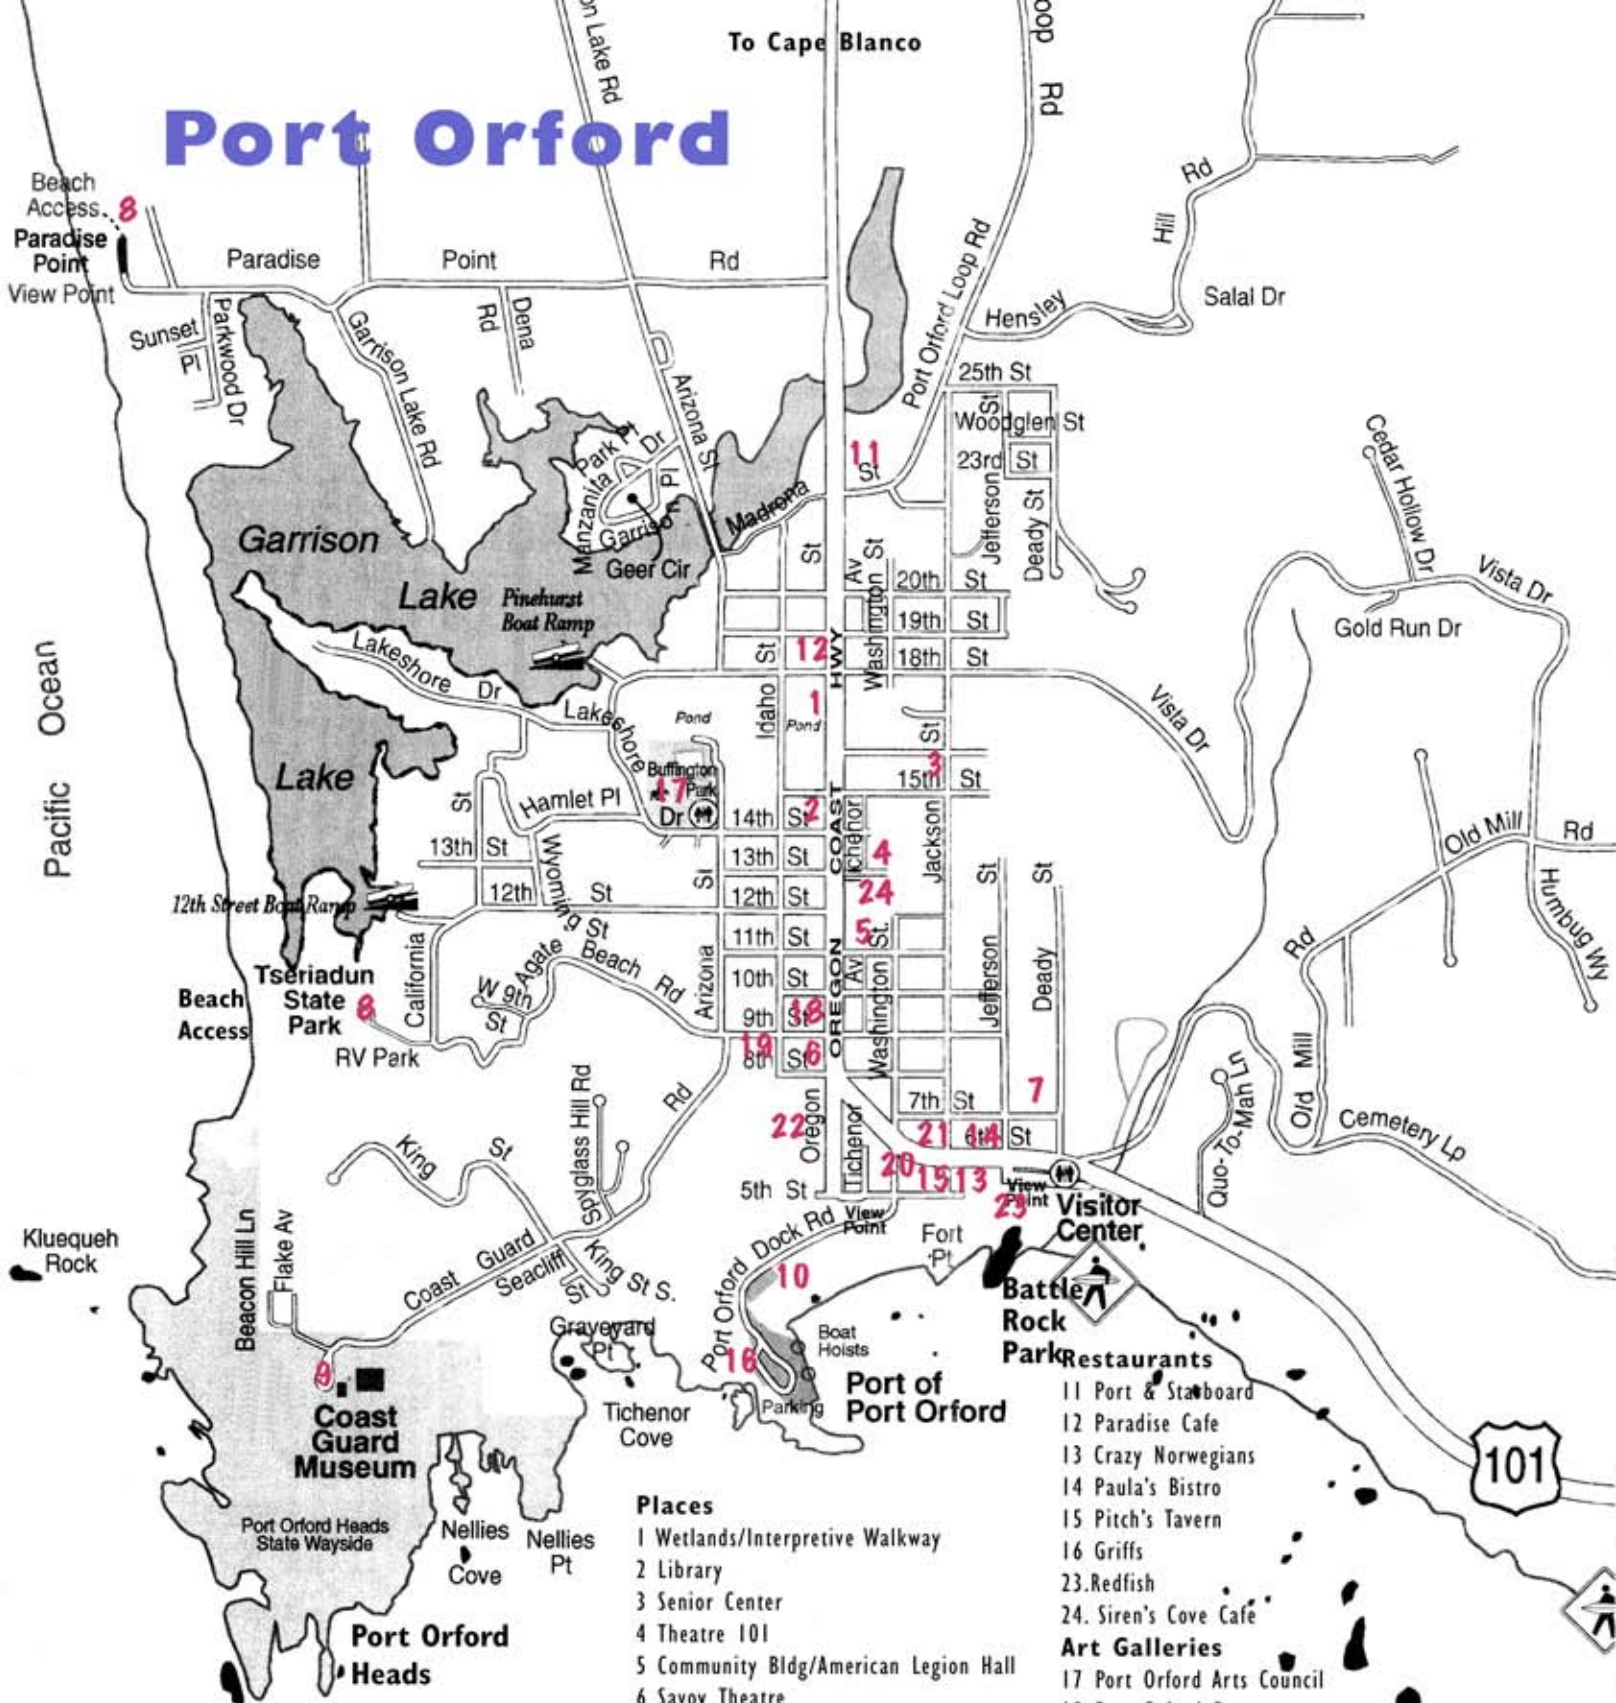 To Cape Blanco
on Lake Rd
oop Rd
Port Orford
Beach
Access
8
Paradise
Point
View Point
Paradise Point Rd
Rd
Hill
Salal Dr
Hensley
Port Orford Loop Rd
Sunset
Pl
Parkwood Dr
Garrison Lake Rd
Dena
Rd
Arizona St
25th St
St
Woodglen St
23rd St
Jefferson
Deady St
11
St
Madrona
Park Pl
Dr
Manzanita
Pl
Garrison
Geer Cir
Cedar Hollow Dr
Vista Dr
Gold Run Dr
Garrison
Lake
Pinehurst
Boat Ramp
St
Av
Washington St
20th St
19th St
18th St
St
12
HWY
Idaho
1
Pond
Pond
Lakeshore Dr
Lakeshore
Vista Dr
Pacific Ocean
Lake
Buffington
Park
17
Dr
Hamlet Pl
St
3
15th St
14th St
2
COAST
Tichenor
4
Jackson
St
St
Old Mill Rd
Humbug Wy
13th St
13th St
St
Wyoming St
12th St
12th St
24
12th Street Boat Ramp
11th St
5
St.
Agate Beach Rd
10th St
Av
OREGON
Arizona
Washington
Jefferson
Deady
Rd
Tseriadun
State
Park
8
Beach
Access
California
W 9th
St
9th St
18
19
8th St
6
RV Park
7th St
7
Old Mill
Quo-To-Mah Ln
Cemetery Lp
King St
Spyglass Hill Rd
Rd
22
Oregon
Tichenor
21
6th St
14
20
15
13
View
Point
23
5th St
View
Point
Visitor
Center
Kluequeh
Rock
Beacon Hill Ln
Flake Av
Coast Guard
Seacliff
St
King St S.
Port Orford Dock Rd
Fort
Pt
10
Battle
Rock
Park
Graveyard
Pt
Boat
Hoists
16
Parking
Port of
Port Orford
9
Coast
Guard
Museum
Tichenor
Cove
101
Port Orford Heads
State Wayside
Nellies
Cove
Nellies
Pt
Port Orford
Heads
Places
1 Wetlands/Interpretive Walkway
2 Library
3 Senior Center
4 Theatre 101
5 Community Bldg/American Legion Hall
6 Savoy Theatre
Restaurants
11 Port & Starboard
12 Paradise Cafe
13 Crazy Norwegians
14 Paula's Bistro
15 Pitch's Tavern
16 Griffs
23.Redfish
24. Siren's Cove Cafe
Art Galleries
17 Port Orford Arts Council